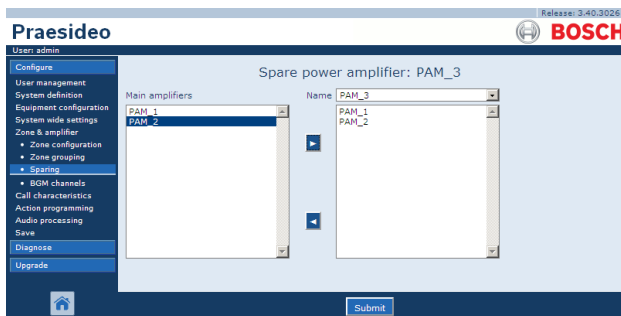 Release: 3.40.3026
Praesideo
BOSCH
User: admin
Configure
User management
System definition
Equipment configuration
System wide settings
Zone & amplifier
• Zone configuration
• Zone grouping
• Sparing
• BGM channels
Call characteristics
Action programming
Audio processing
Save
Diagnose
Upgrade
Spare power amplifier: PAM_3
Main amplifiers
Name PAM_3
PAM_1
PAM_2
PAM_1
PAM_2
Submit